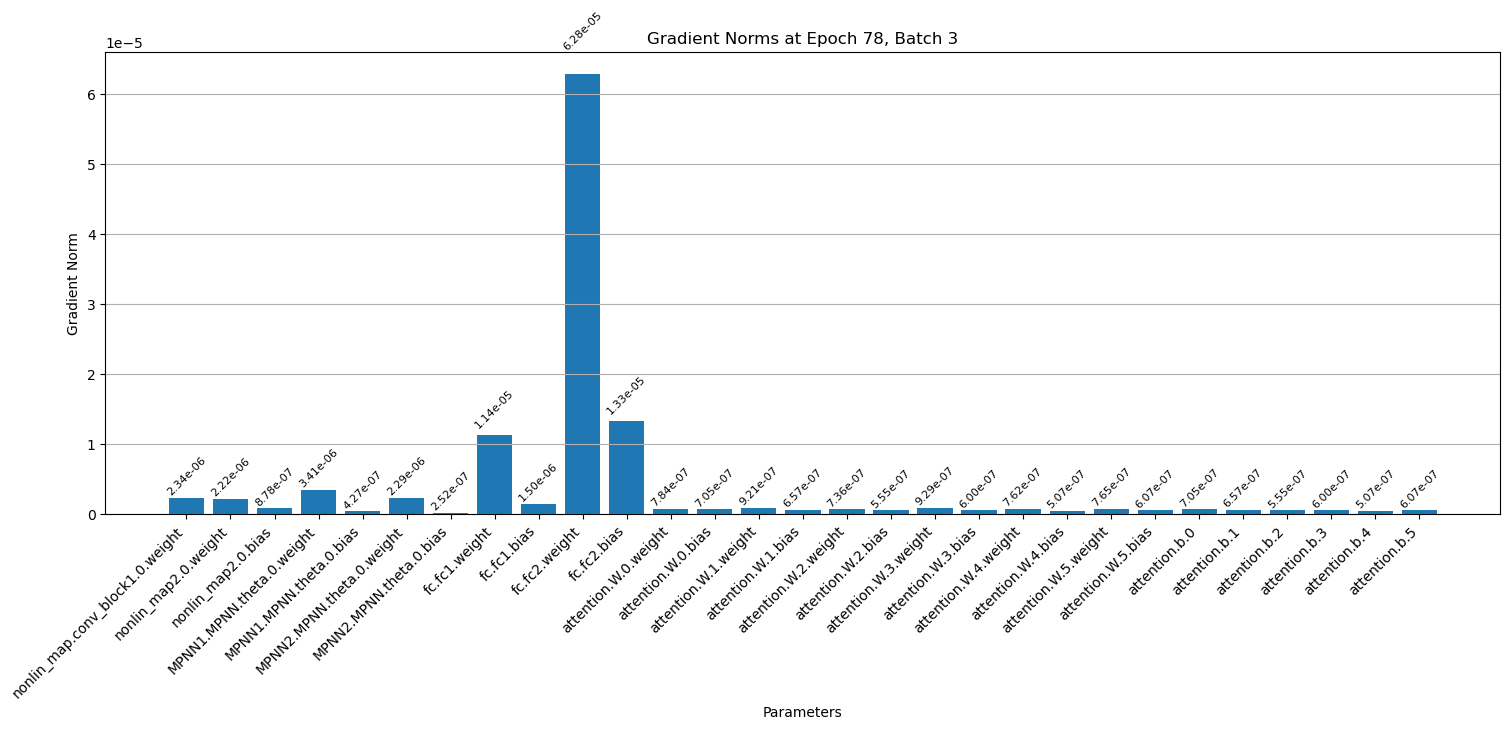 Gradient Norms at Epoch 78, Batch 3
1e−5
Gradient Norm
6
5
4
3
2
1
0
2.34e-06
2.22e-06
8.78e-07
3.41e-06
4.27e-07
2.29e-06
2.52e-07
1.14e-05
1.50e-06
6.28e-05
1.33e-05
7.84e-07
7.05e-07
9.21e-07
6.57e-07
7.36e-07
5.55e-07
9.29e-07
6.00e-07
7.62e-07
5.07e-07
7.65e-07
6.07e-07
7.05e-07
6.57e-07
5.55e-07
6.00e-07
5.07e-07
6.07e-07
nonlin_map.conv_block1.0.weight
nonlin_map2.0.weight
nonlin_map2.0.bias
MPNN1.MPNN.theta.0.weight
MPNN1.MPNN.theta.0.bias
MPNN2.MPNN.theta.0.weight
MPNN2.MPNN.theta.0.bias
fc.fc1.weight
fc.fc1.bias
fc.fc2.weight
fc.fc2.bias
attention.W.0.weight
attention.W.0.bias
attention.W.1.weight
attention.W.1.bias
attention.W.2.weight
attention.W.2.bias
attention.W.3.weight
attention.W.3.bias
attention.W.4.weight
attention.W.4.bias
attention.W.5.weight
attention.W.5.bias
attention.b.0
attention.b.1
attention.b.2
attention.b.3
attention.b.4
attention.b.5
Parameters